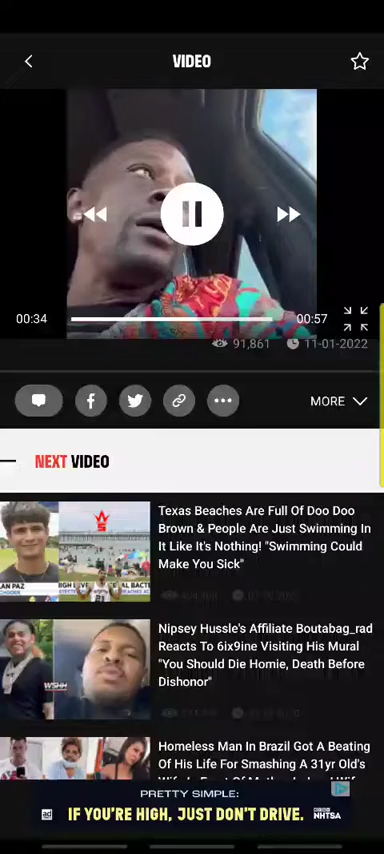 VIDEO
00:34
00:57
91,861 11-01-2022
MORE
NEXT VIDEO
Texas Beaches Are Full Of Doo Doo
Brown & People Are Just Swimming In
It Like It's Nothing! "Swimming Could
Make You Sick"
Nipsey Hussle's Affiliate Boutabag_rad
Reacts To 6ix9ine Visiting His Mural
"You Should Die Homie, Death Before
Dishonor"
WSHH
Homeless Man In Brazil Got A Beating
Of His Life For Smashing A 31yr Old's
PRETTY SIMPLE:
ad
IF YOU'RE HIGH, JUST DON'T DRIVE.
NHTSA